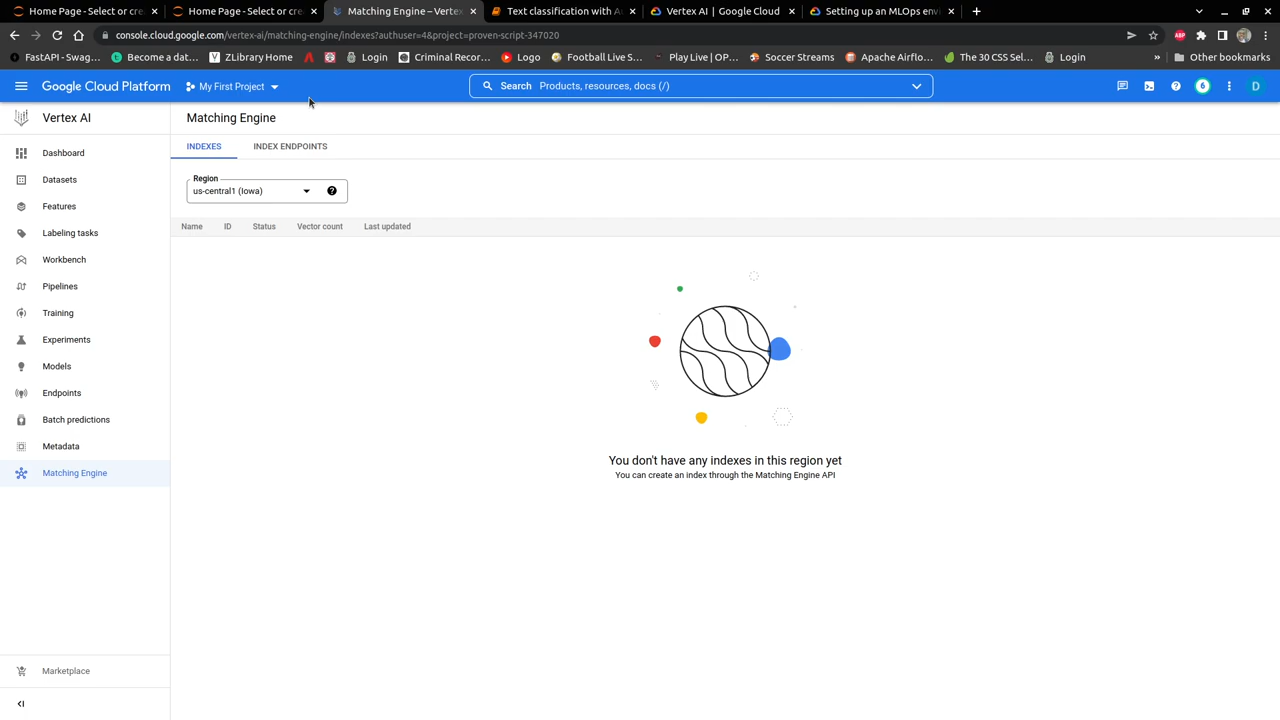 Home Page - Select or cre
Home Page - Select or cre
Matching Engine – Vertex
Text classification with A
Vertex AI | Google Cloud
Setting up an MLOps env
console.cloud.google.com/vertex-ai/matching-engine/indexes?authuser=4&project=proven-script-347020
FastAPI - Swag...
Become a dat...
ZLibrary Home
Login
Criminal Recor...
Logo
Football Live S...
Play Live | OP...
Soccer Streams
Apache Airflo...
The 30 CSS Sel...
Login
»
Other bookmarks
Google Cloud Platform
My First Project
Search Products, resources, docs (/)
6
D
Vertex AI
Matching Engine
Dashboard
Datasets
Features
Labeling tasks
Workbench
Pipelines
Training
Experiments
Models
Endpoints
Batch predictions
Metadata
Matching Engine
Marketplace
INDEXES
INDEX ENDPOINTS
Region
us-central1 (Iowa)
Name ID Status Vector count Last updated
You don't have any indexes in this region yet
You can create an index through the Matching Engine API